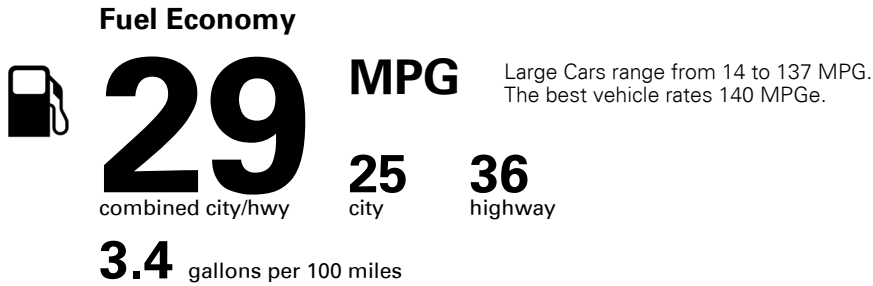 Fuel Economy
29
MPG
Large Cars range from 14 to 137 MPG.
The best vehicle rates 140 MPGe.
combined city/hwy
25
city
36
highway
3.4 gallons per 100 miles